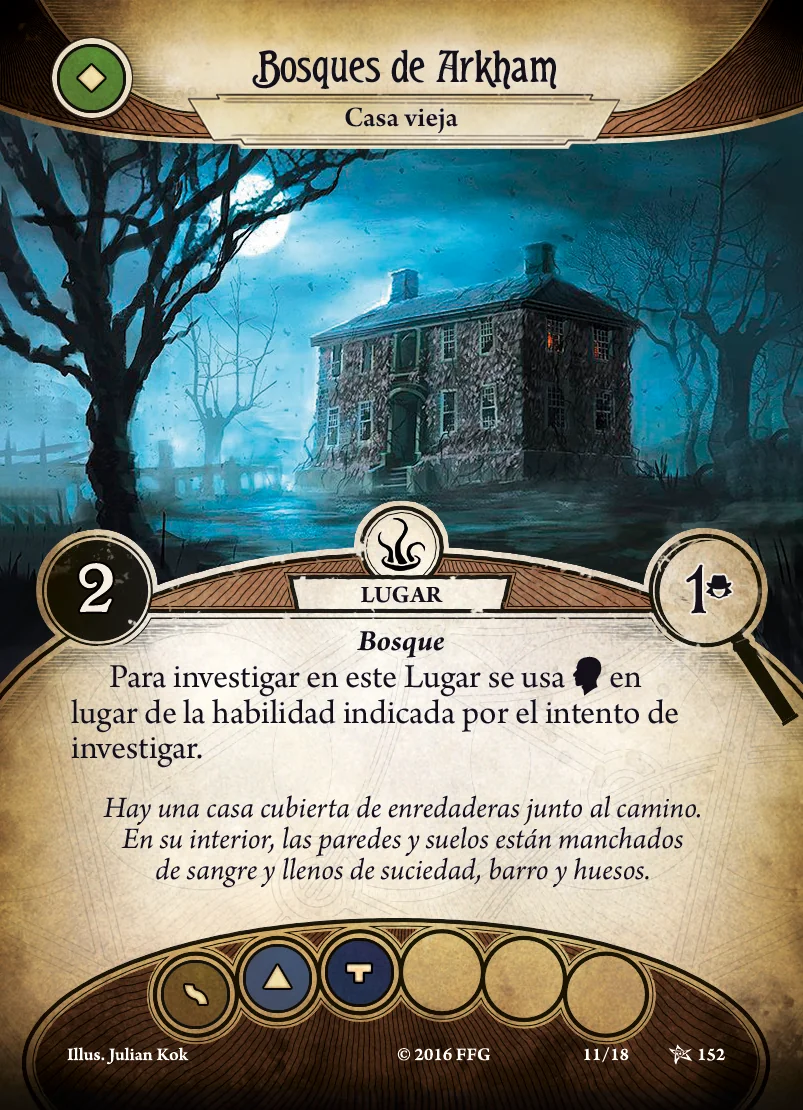 Bosques de Arkham
Casa vieja
2
LUGAR
1
Bosque
Para investigar en este Lugar se usa en
lugar de la habilidad indicada por el intento de
investigar.
Hay una casa cubierta de enredaderas junto al camino.
En su interior, las paredes y suelos están manchados
de sangre y llenos de suciedad, barro y huesos.
Illus. Julian Kok © 2016 FFG 11/18 152